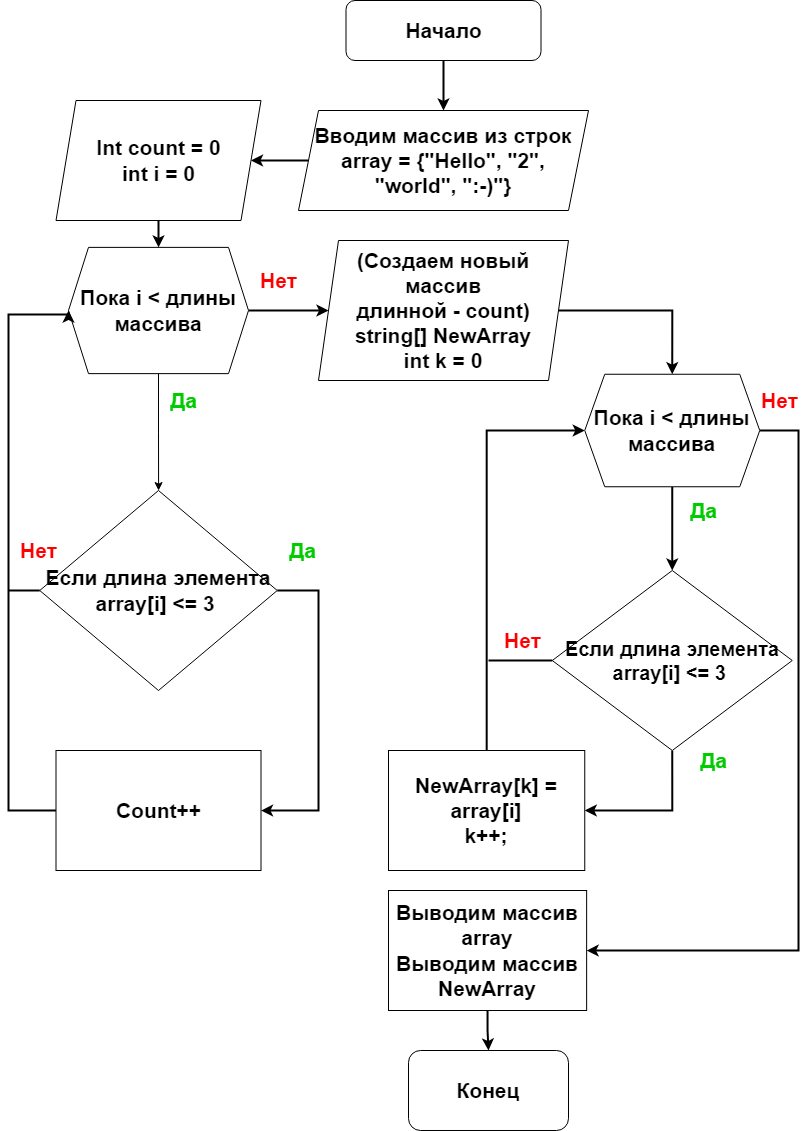 Начало
Вводим массив из строк
array = {"Hello", "2",
"world", ":-)"}
Int count = 0
int i = 0
Пока i < длины
массива
Нет
Да
(Создаем новый
массив
длинной - count)
string[] NewArray
int k = 0
Если длина элемента
array[i] <= 3
Нет
Да
Count++
Пока i < длины
массива
Нет
Да
Если длина элемента
array[i] <= 3
Нет
Да
NewArray[k] =
array[i]
k++;
Выводим массив
array
Выводим массив
NewArray
Конец